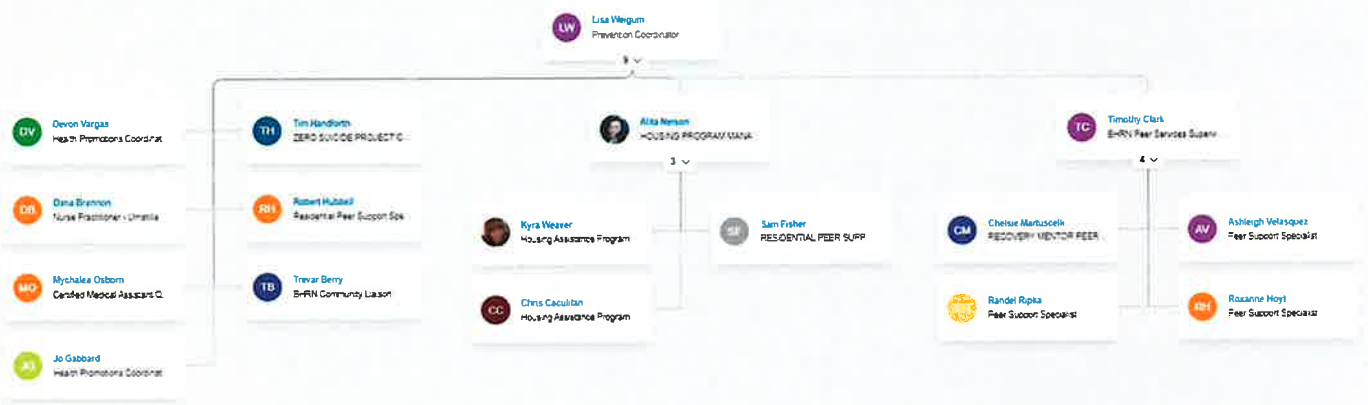 LW
Lisa Weigum
Prevention Coordinator
9
DV
Devon Vargas
Health Promotions Coordinat
TH
Tim Handforth
ZERO SUICIDE PROJECT C...
Alita Nelson
HOUSING PROGRAM MANA
3
TC
Timothy Clark
BHRN Peer Services Superv...
4
DB
Dana Brannon
Nurse Practitioner - Umatilla
RH
Robert Hubbell
Residential Peer Support Spe
Kyra Weaver
Housing Assistance Program
SF
Sam Fisher
RESIDENTIAL PEER SUPP
CM
Chelsie
RECOVERY MENTOR PEER
AV
Ashleigh Velasquez
Peer Support Specialist
MO
Mychalea Osborn
Certified Medical Assistant
TB
Trevar Berry
BHRN Community Liaison
CC
Chris
Housing Assistance Program
Randel Ripka
Peer Support Specialist
RH
Roxanne Hoyt
Peer Support Specialist
Jo Gabbard
Health Promotions Coordinat